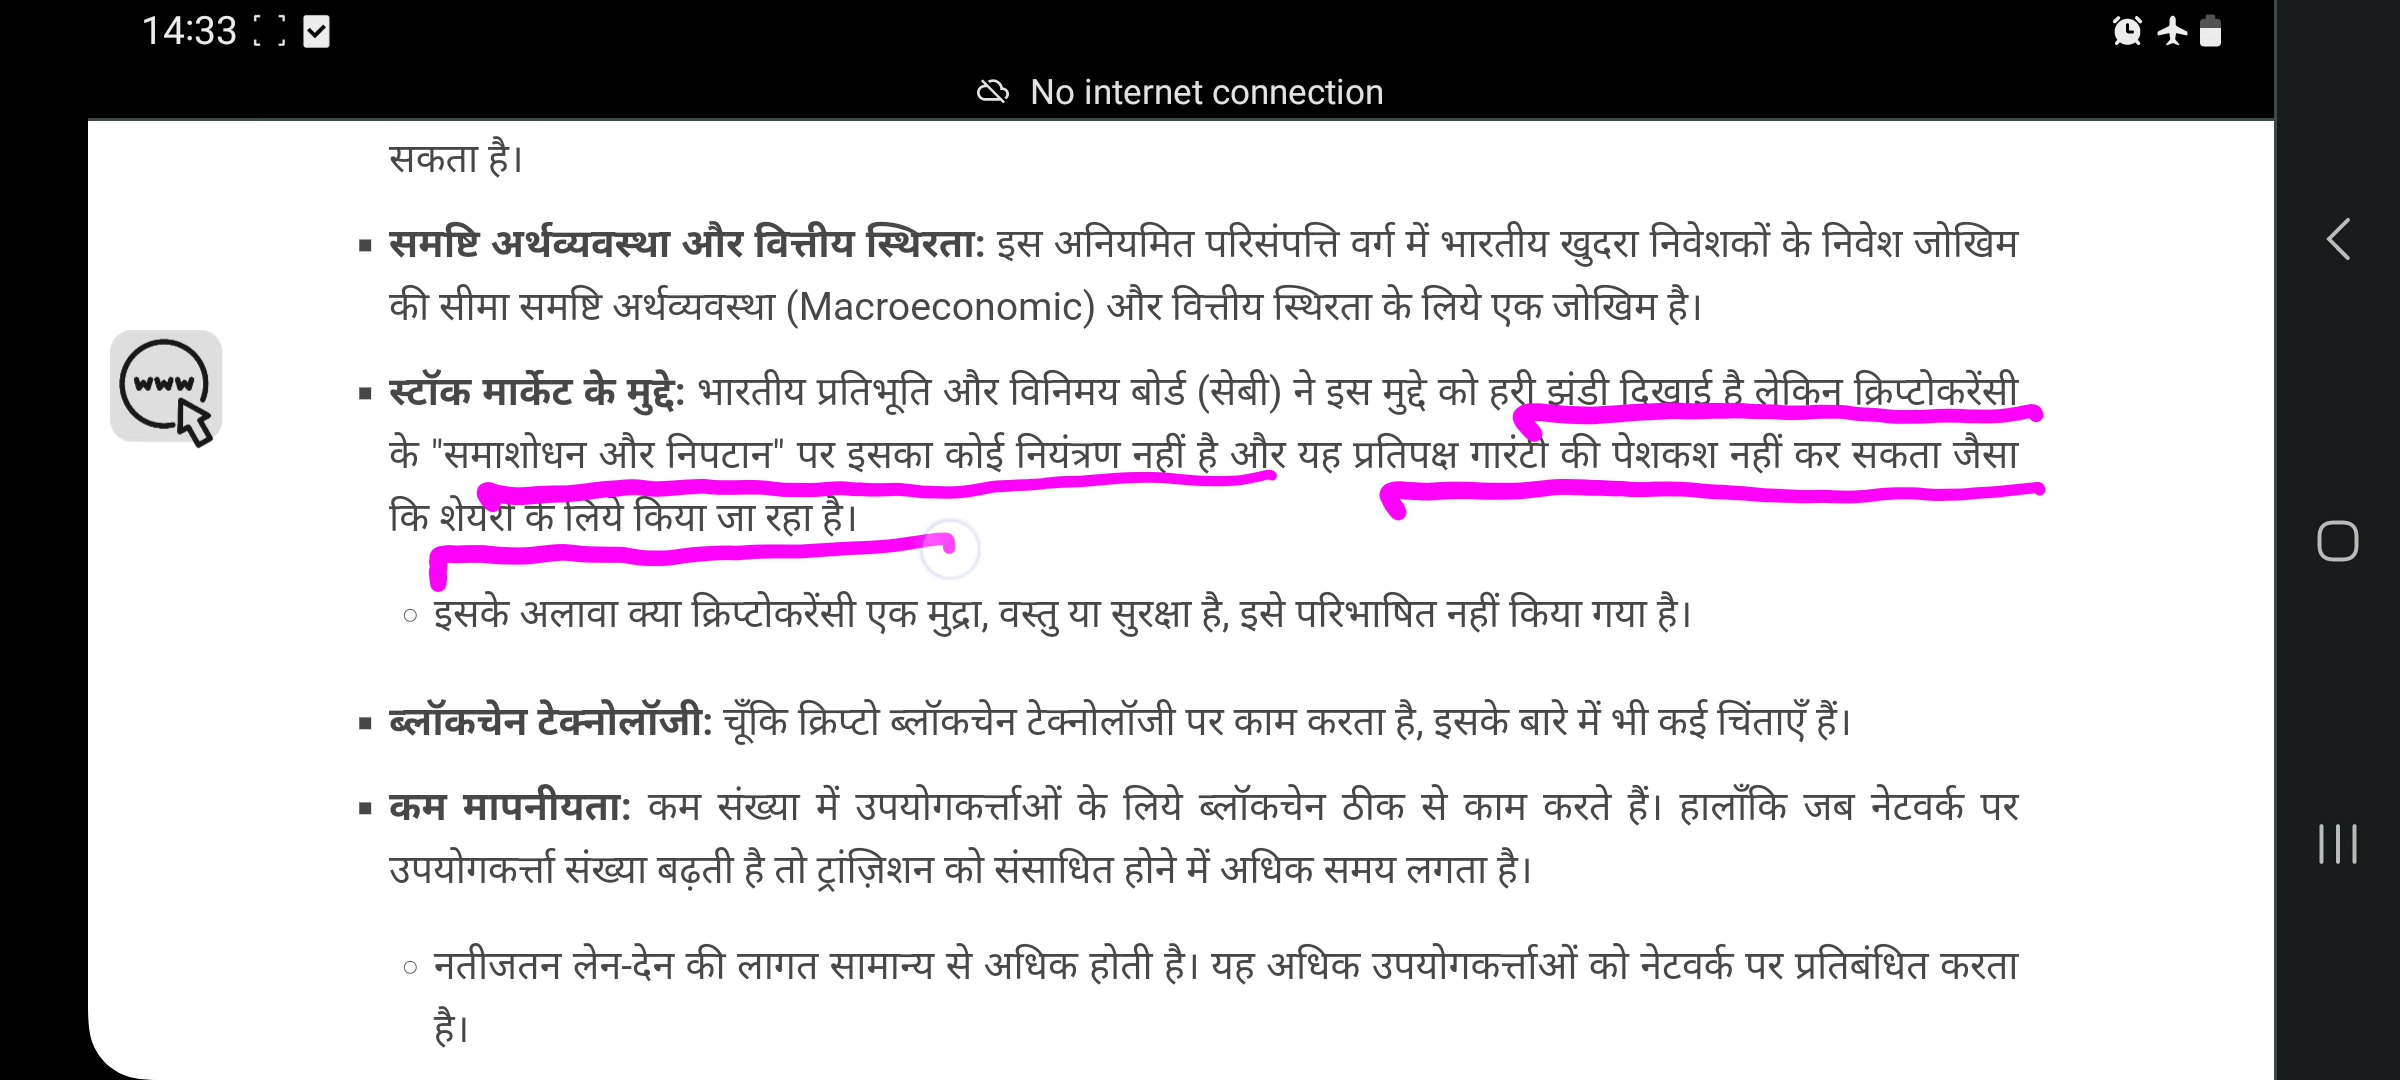 14:33
No internet connection
सकता है।
▪ समष्टि अर्थव्यवस्था और वित्तीय स्थिरता: इस अनियमित परिसंपत्ति वर्ग में भारतीय खुदरा निवेशकों के निवेश जोखिम
की सीमा समष्टि अर्थव्यवस्था (Macroeconomic) और वित्तीय स्थिरता के लिये एक जोखिम है।
www
▪ स्टॉक मार्केट के मुद्दे: भारतीय प्रतिभूति और विनिमय बोर्ड (सेबी) ने इस मुद्दे को हरी झंडी दिखाई है लेकिन क्रिप्टोकरेंसी
के "समाशोधन और निपटान" पर इसका कोई नियंत्रण नहीं है और यह प्रतिपक्ष गारंटी की पेशकश नहीं कर सकता जैसा
कि शेयरों के लिये किया जा रहा है।
○ इसके अलावा क्या क्रिप्टोकरेंसी एक मुद्रा, वस्तु या सुरक्षा है, इसे परिभाषित नहीं किया गया है।
▪ ब्लॉकचेन टेक्नोलॉजी: चूँकि क्रिप्टो ब्लॉकचेन टेक्नोलॉजी पर काम करता है, इसके बारे में भी कई चिंताएँ हैं।
▪ कम मापनीयता: कम संख्या में उपयोगकर्त्ताओं के लिये ब्लॉकचेन ठीक से काम करते हैं। हालाँकि जब नेटवर्क पर
उपयोगकर्त्ता संख्या बढ़ती है तो ट्रांज़िशन को संसाधित होने में अधिक समय लगता है।
○ नतीजतन लेन-देन की लागत सामान्य से अधिक होती है। यह अधिक उपयोगकर्त्ताओं को नेटवर्क पर प्रतिबंधित करता
है।